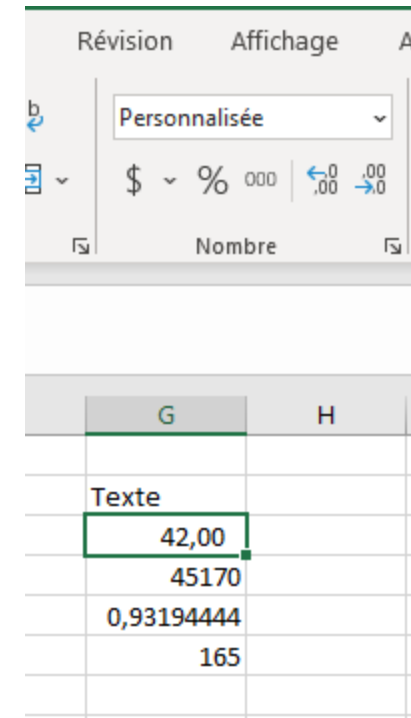 Révision Affichage A
b
Personnalisée
$ % 000 ←0 ,00 ,00 →,0
Nombre
G H
Texte
42,00
45170
0,93194444
165